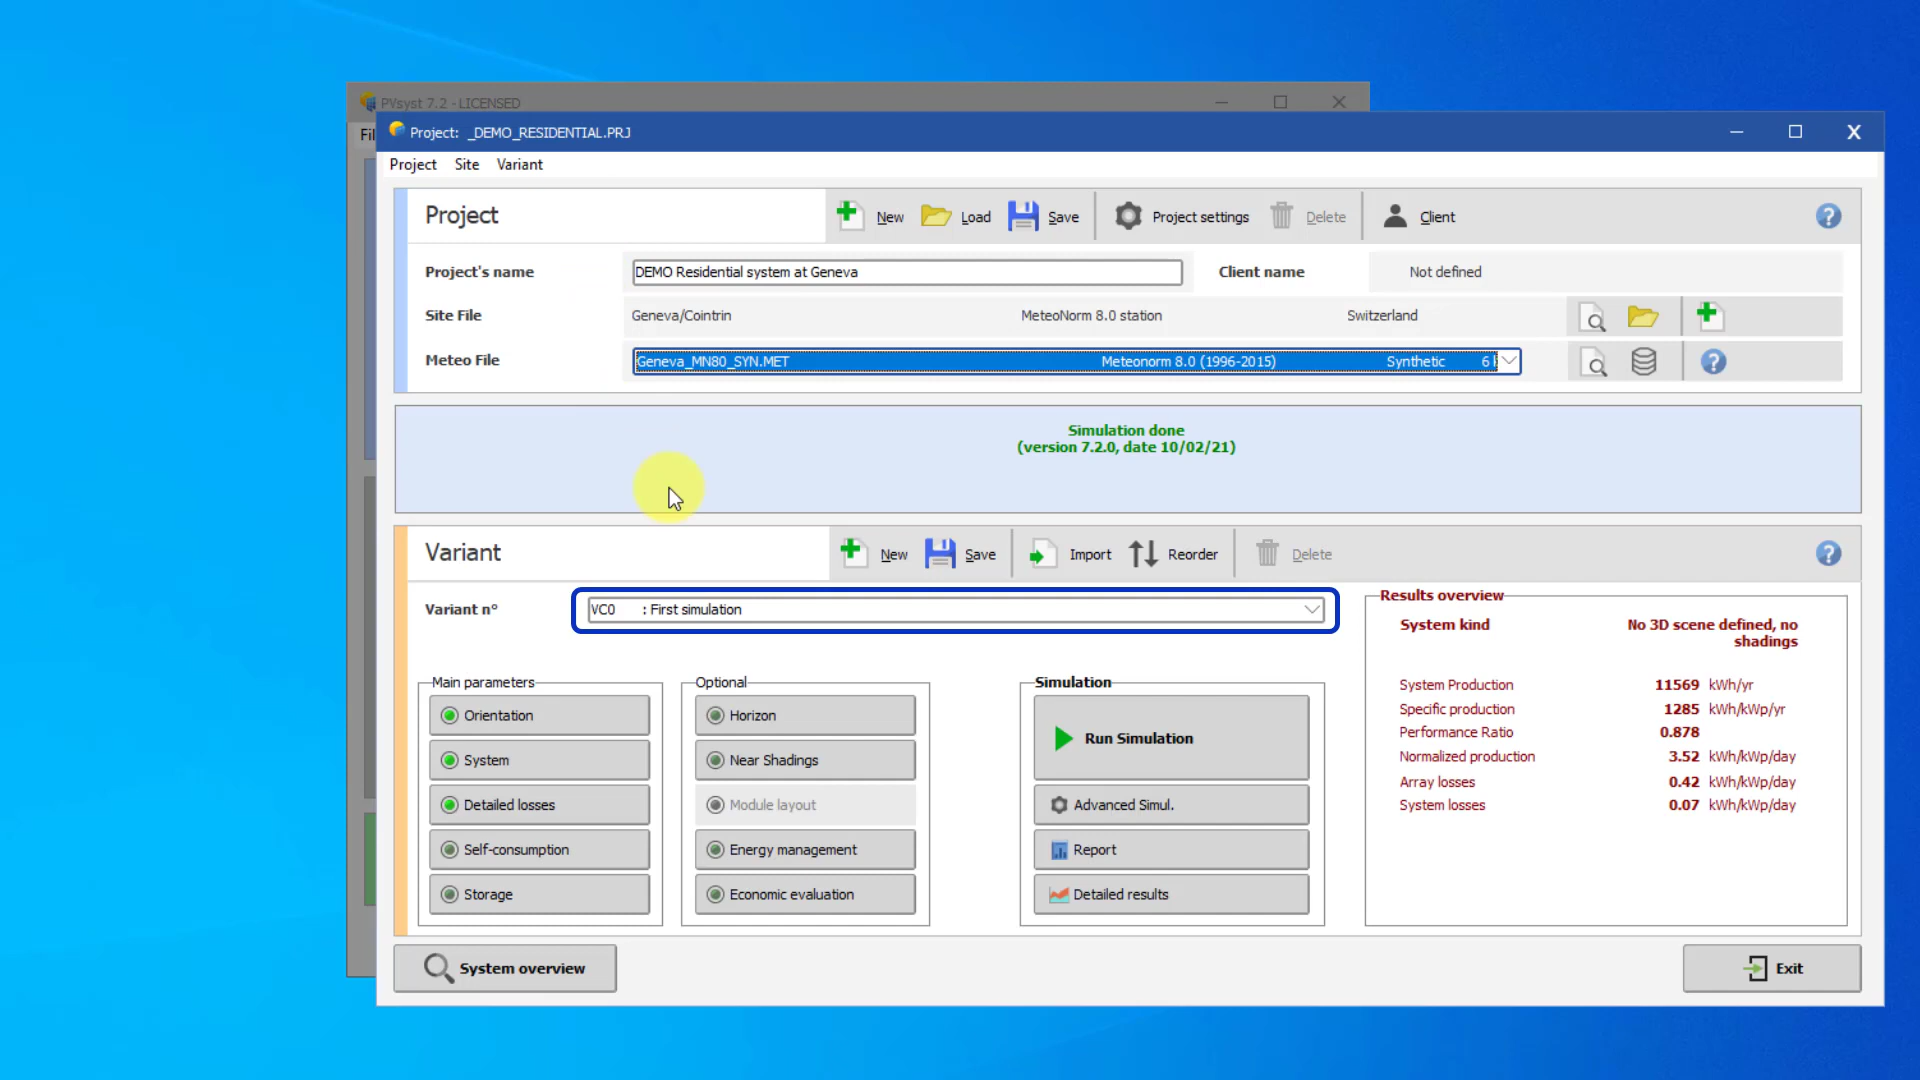 PVsyst 7.2 - LICENSED
Fil
Project: _DEMO_RESIDENTIAL.PRJ
X
Project Site Variant
Project
New Load Save Project settings Delete Client
Project's name DEMO Residential system at Geneva Client name Not defined
Site File Geneva/Cointrin MeteoNorm 8.0 station Switzerland
Meteo File Geneva_MN80_SYN.MET Meteonorm 8.0 (1996-2015) Synthetic 6
Simulation done
(version 7.2.0, date 10/02/21)
Variant
New Save Import Reorder Delete
Variant n° VC0 : First simulation
Results overview
System kind No 3D scene defined, no
shadings
System Production 11569 kWh/yr
Specific production 1285 kWh/kWp/yr
Performance Ratio 0.878
Normalized production 3.52 kWh/kWp/day
Array losses 0.42 kWh/kWp/day
System losses 0.07 kWh/kWp/day
Main parameters
Orientation
System
Detailed losses
Self-consumption
Storage
Optional
Horizon
Near Shadings
Module layout
Energy management
Economic evaluation
Simulation
Run Simulation
Advanced Simul.
Report
Detailed results
System overview
Exit